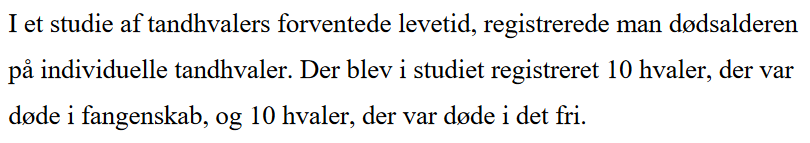 I et studie af tandhvalers forventede levetid, registrerede man dødsalderen
på individuelle tandhvaler. Der blev i studiet registreret 10 hvaler, der var
døde i fangenskab, og 10 hvaler, der var døde i det fri.